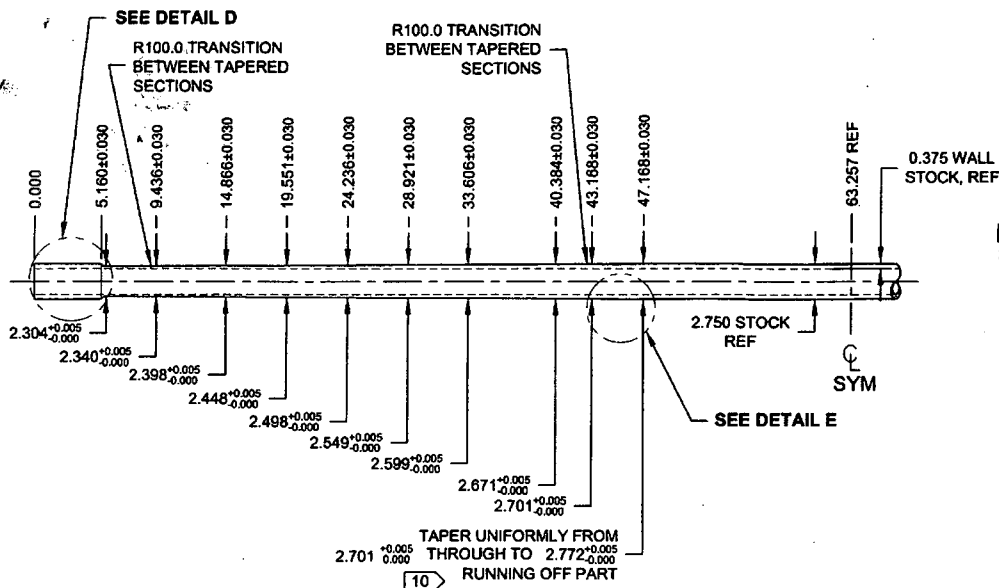 SEE DETAIL D
R100.0 TRANSITION
BETWEEN TAPERED
SECTIONS
R100.0 TRANSITION
BETWEEN TAPERED
SECTIONS
0.000
5.160±0.030
9.436±0.030
14.866±0.030
19.551±0.030
24.236±0.030
28.921±0.030
33.606±0.030
40.384±0.030
43.168±0.030
47.168±0.030
63.257 REF
0.375 WALL
STOCK, REF
2.304 +0.005 -0.000
2.340 +0.005 -0.000
2.398 +0.005 -0.000
2.448 +0.005 -0.000
2.498 +0.005 -0.000
2.549 +0.005 -0.000
2.599 +0.005 -0.000
2.671 +0.005 -0.000
2.701 +0.005 -0.000
2.750 STOCK
REF
℄
SYM
SEE DETAIL E
TAPER UNIFORMLY FROM
2.701 +0.005 0.000 THROUGH TO 2.772 +0.005 -0.000
10 RUNNING OFF PART